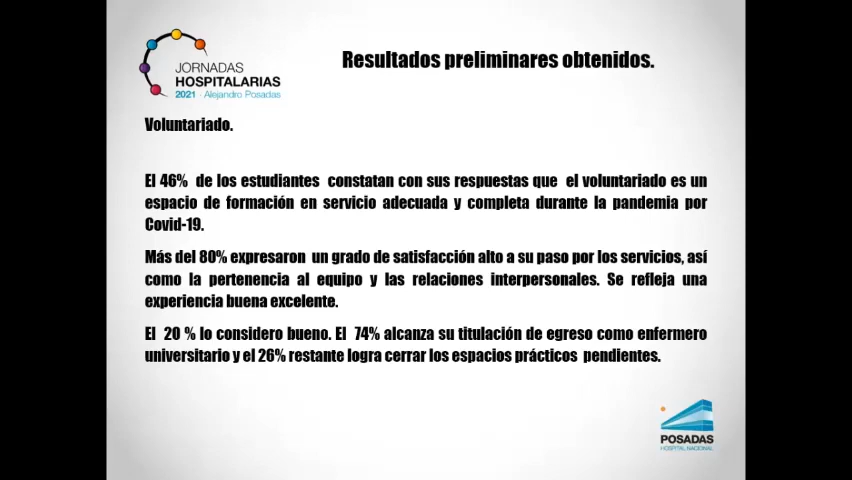 JORNADAS
HOSPITALARIAS
2021 - Alejandro Posadas
Resultados preliminares obtenidos.
Voluntariado.
El 46% de los estudiantes constatan con sus respuestas que el voluntariado es un
espacio de formación en servicio adecuada y completa durante la pandemia por
Covid-19.
Más del 80% expresaron un grado de satisfacción alto a su paso por los servicios, así
como la pertenencia al equipo y las relaciones interpersonales. Se refleja una
experiencia buena excelente.
El 20 % lo considero bueno. El 74% alcanza su titulación de egreso como enfermero
universitario y el 26% restante logra cerrar los espacios prácticos pendientes.
POSADAS
HOSPITAL NACIONAL